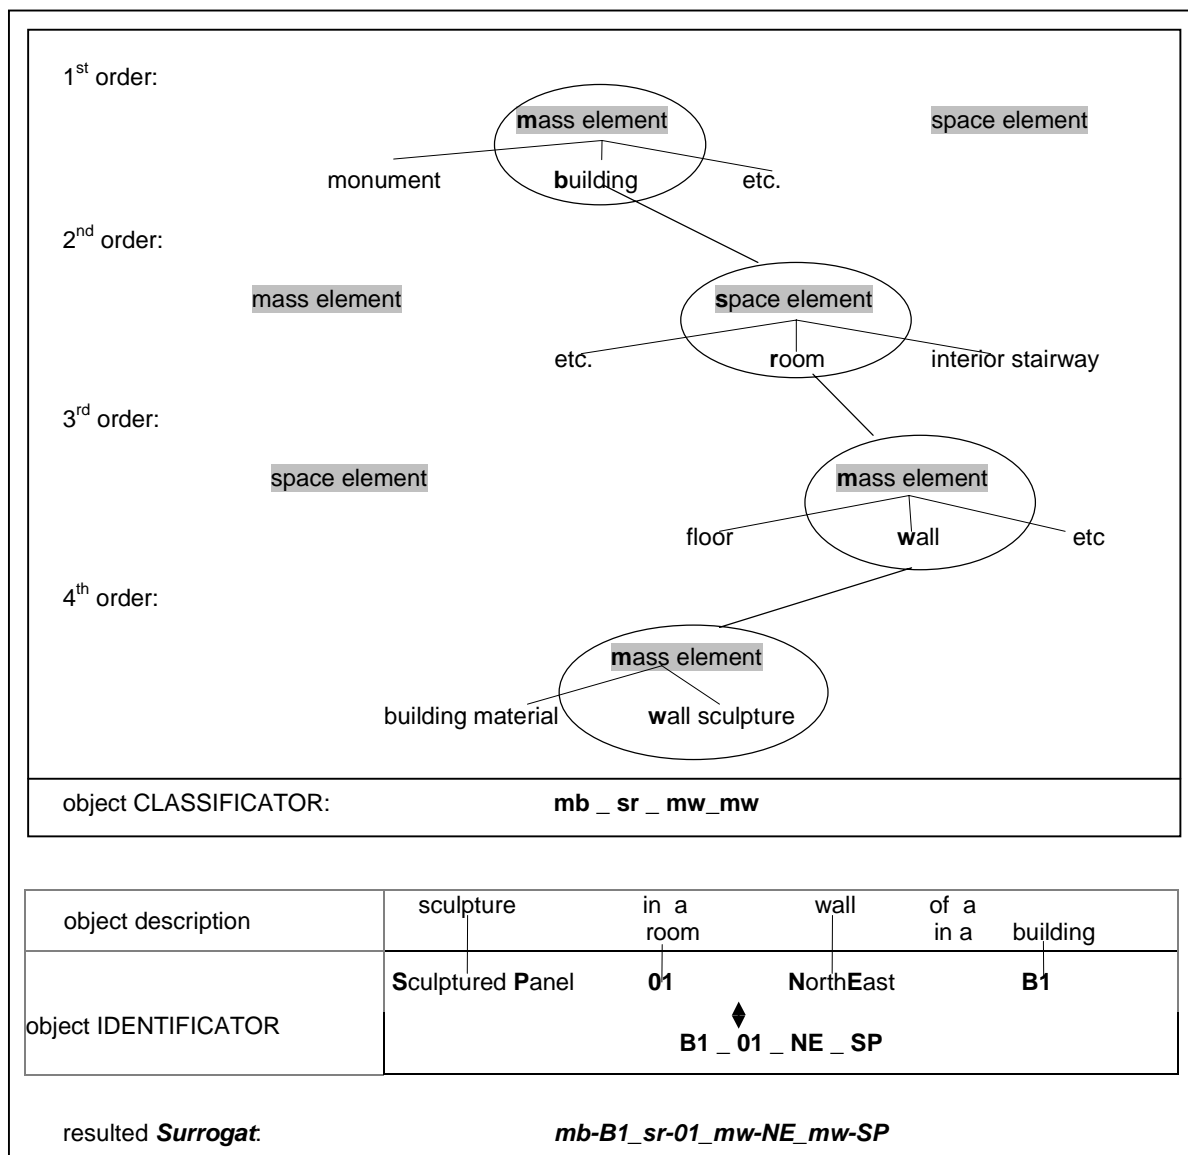 1st order:
mass element space element
monument building etc.
2nd order:
mass element space element
etc. room interior stairway
3rd order:
space element mass element
floor wall etc
4th order:
mass element
building material wall sculpture
object CLASSIFICATOR: mb _ sr _ mw_mw
object description sculpture in a wall of a
room in a building
Sculptured Panel 01 NorthEast B1
object IDENTIFICATOR
B1 _ 01 _ NE _ SP
resulted Surrogat: mb-B1_sr-01_mw-NE_mw-SP